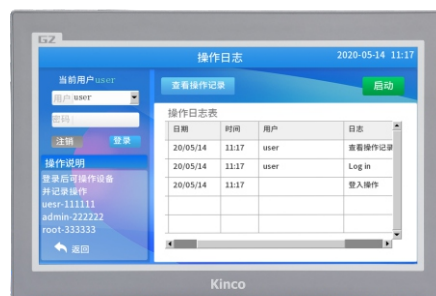 G2
操作日志
2020-05-14 11:17
当前用户user
用户 user
密码
注销
登录
操作说明
登录后可操作设备
并记录操作
uesr-111111
admin-222222
root-333333
返回
查看操作记录
启动
操作日志表
日期 时间 用户 日志
20/05/14 11:17 user 查看操作记录
20/05/14 11:17 user Log in
20/05/14 11:17 登入操作
Kinco